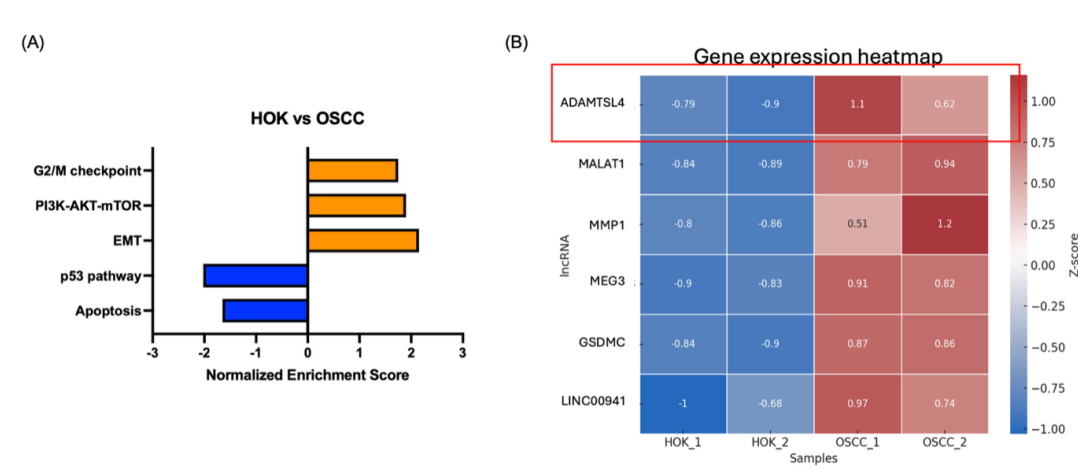 (A)
HOK vs OSCC
G2/M checkpoint
PI3K-AKT-mTOR
EMT
p53 pathway
Apoptosis
-3 -2 -1 0 1 2 3
Normalized Enrichment Score
(B)
Gene expression heatmap
lncRNA
ADAMTSL4 -0.79 -0.9 1.1 0.62
MALAT1 -0.84 -0.89 0.79 0.94
MMP1 -0.8 -0.86 0.51 1.2
MEG3 -0.9 -0.83 0.91 0.82
GSDMC -0.84 -0.9 0.87 0.86
LINC00941 -1 -0.68 0.97 0.74
HOK_1 HOK_2 OSCC_1 OSCC_2
Samples
1.00
0.75
0.50
0.25
0.00
−0.25
−0.50
−0.75
−1.00
Z-score